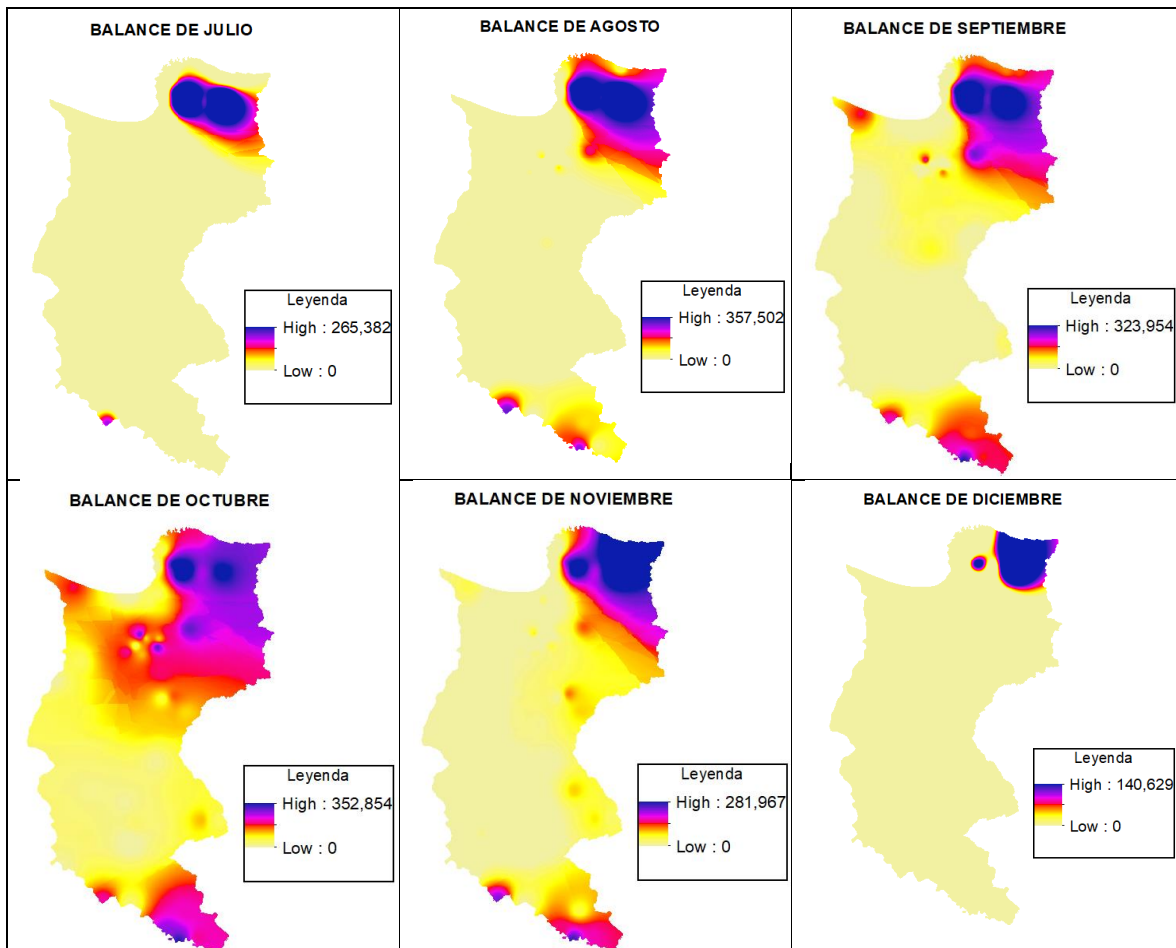 BALANCE DE JULIO
Leyenda
High : 265,382
Low : 0
BALANCE DE AGOSTO
Leyenda
High : 357,502
Low : 0
BALANCE DE SEPTIEMBRE
Leyenda
High : 323,954
Low : 0
BALANCE DE OCTUBRE
Leyenda
High : 352,854
Low : 0
BALANCE DE NOVIEMBRE
Leyenda
High : 281,967
Low : 0
BALANCE DE DICIEMBRE
Leyenda
High : 140,629
Low : 0